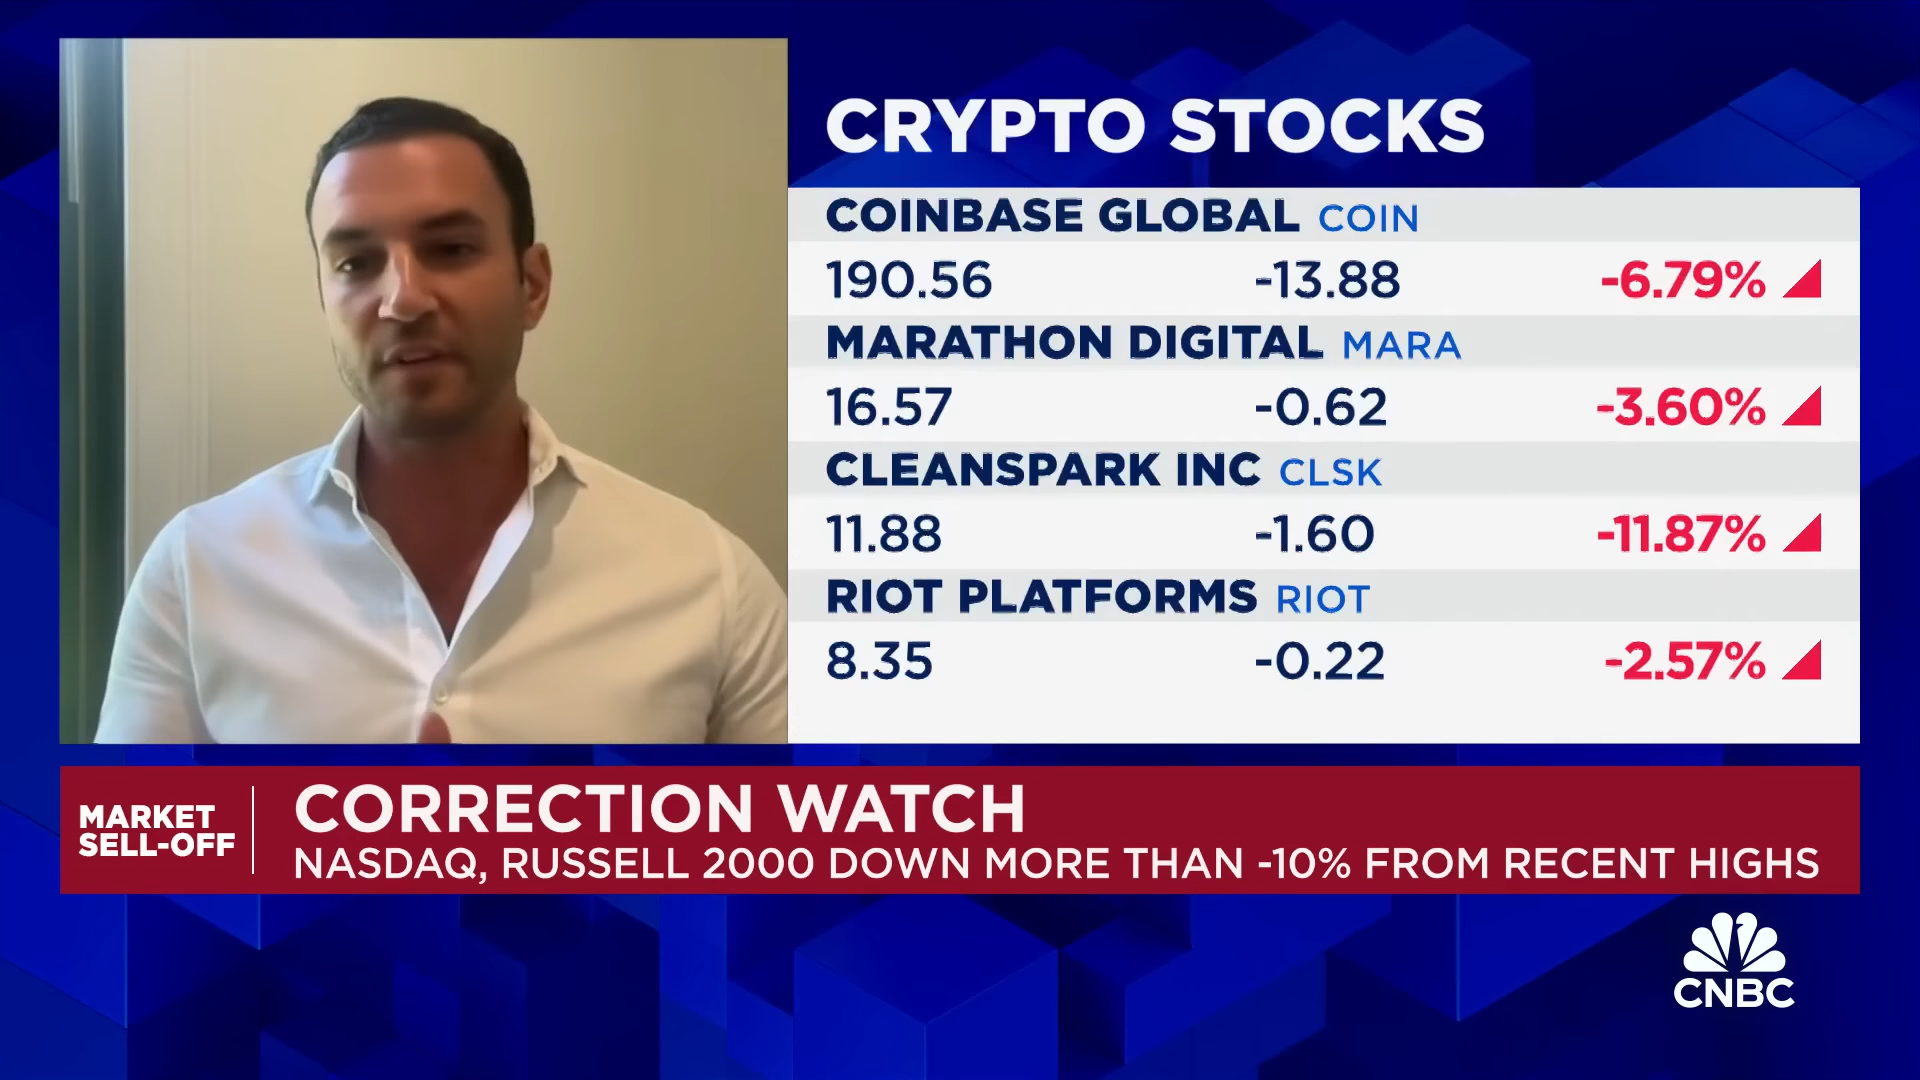 CRYPTO STOCKS
COINBASE GLOBAL COIN
190.56 -13.88 -6.79%
MARATHON DIGITAL MARA
16.57 -0.62 -3.60%
CLEANSPARK INC CLSK
11.88 -1.60 -11.87%
RIOT PLATFORMS RIOT
8.35 -0.22 -2.57%
MARKET
SELL-OFF
CORRECTION WATCH
NASDAQ, RUSSELL 2000 DOWN MORE THAN -10% FROM RECENT HIGHS
CNBC